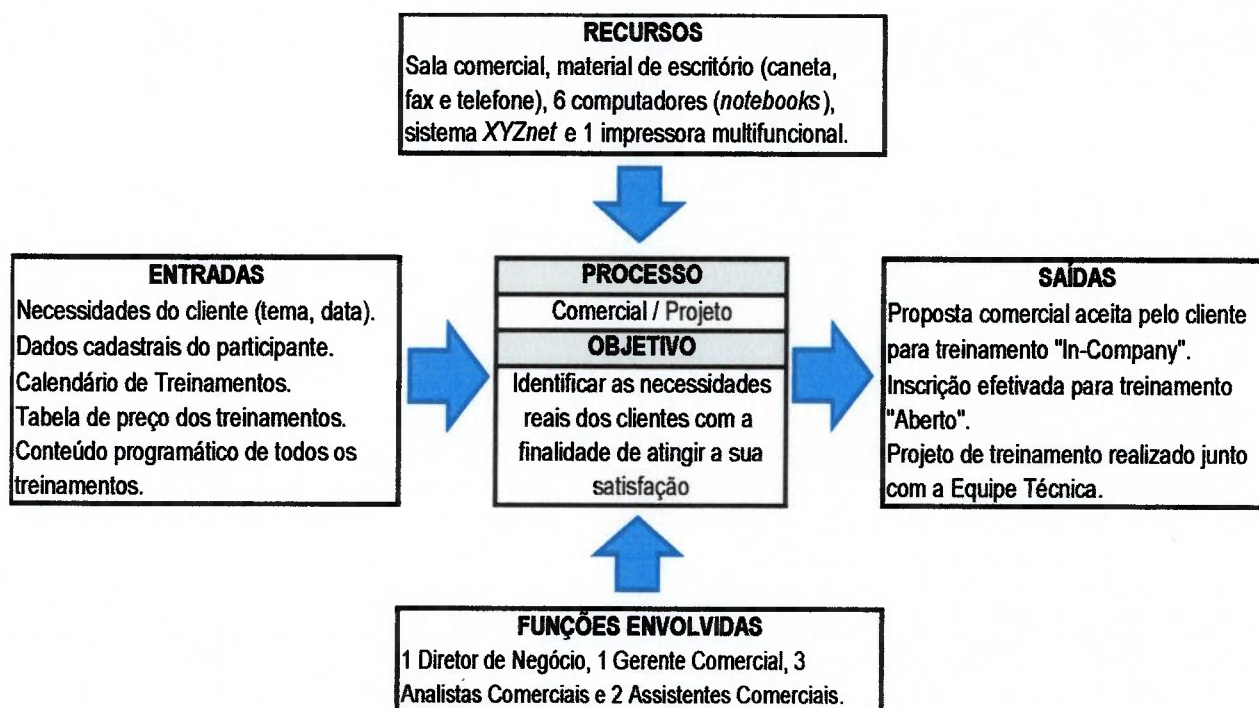 RECURSOS
Sala comercial, material de escritório (caneta,
fax e telefone), 6 computadores (notebooks),
sistema XYZnet e 1 impressora multifuncional.
ENTRADAS
Necessidades do cliente (tema, data).
Dados cadastrais do participante.
Calendário de Treinamentos.
Tabela de preço dos treinamentos.
Conteúdo programático de todos os
treinamentos.
PROCESSO
Comercial / Projeto
OBJETIVO
Identificar as necessidades
reais dos clientes com a
finalidade de atingir a sua
satisfação
SAÍDAS
Proposta comercial aceita pelo cliente
para treinamento "In-Company".
Inscrição efetivada para treinamento
"Aberto".
Projeto de treinamento realizado junto
com a Equipe Técnica.
FUNÇÕES ENVOLVIDAS
1 Diretor de Negócio, 1 Gerente Comercial, 3
Analistas Comerciais e 2 Assistentes Comerciais.